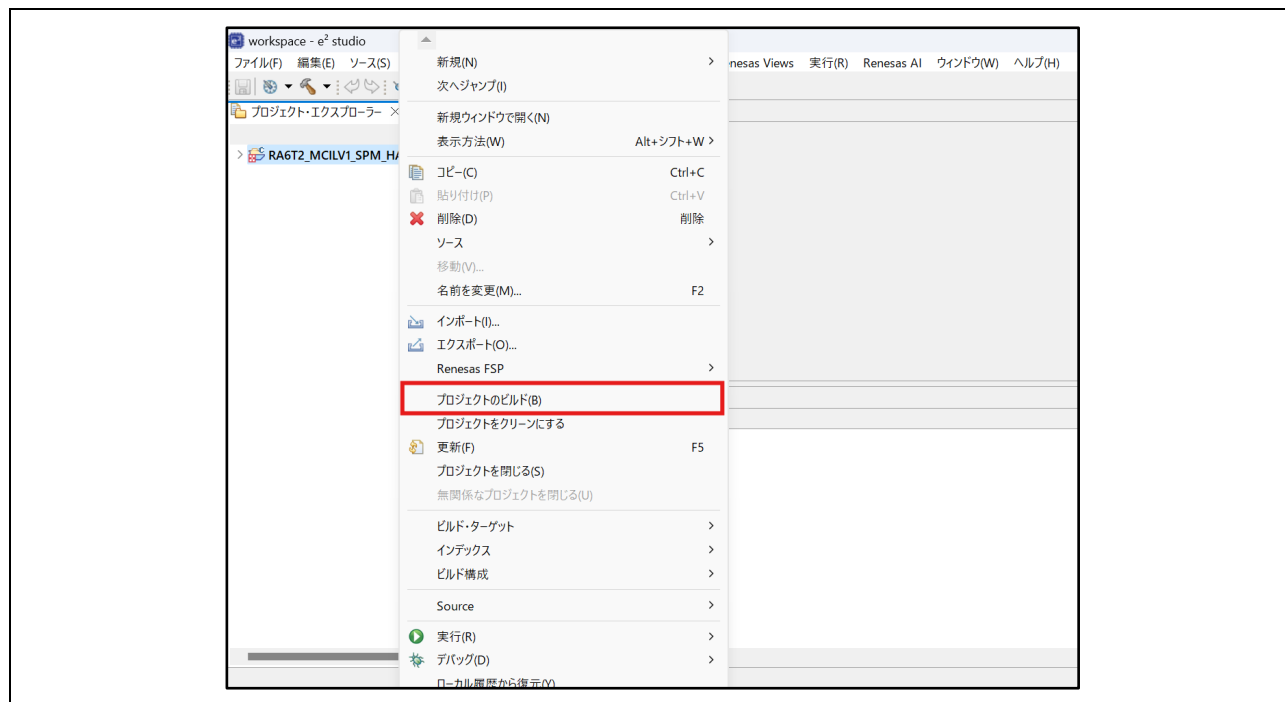 workspace - e² studio
ファイル(F) 編集(E) ソース(S) nesas Views 実行(R) Renesas AI ウィンドウ(W) ヘルプ(H)
プロジェクト・エクスプローラー
RA6T2_MCILV1_SPM_HA
新規(N)
次へジャンプ(I)
新規ウィンドウで開く(N)
表示方法(W) Alt+シフト+W
コピー(C) Ctrl+C
貼り付け(P) Ctrl+V
削除(D) 削除
ソース
移動(V)...
名前を変更(M)... F2
インポート(I)...
エクスポート(O)...
Renesas FSP
プロジェクトのビルド(B)
プロジェクトをクリーンにする
更新(F) F5
プロジェクトを閉じる(S)
無関係なプロジェクトを閉じる(U)
ビルド・ターゲット
インデックス
ビルド構成
Source
実行(R)
デバッグ(D)
ローカル履歴から復元(Y)